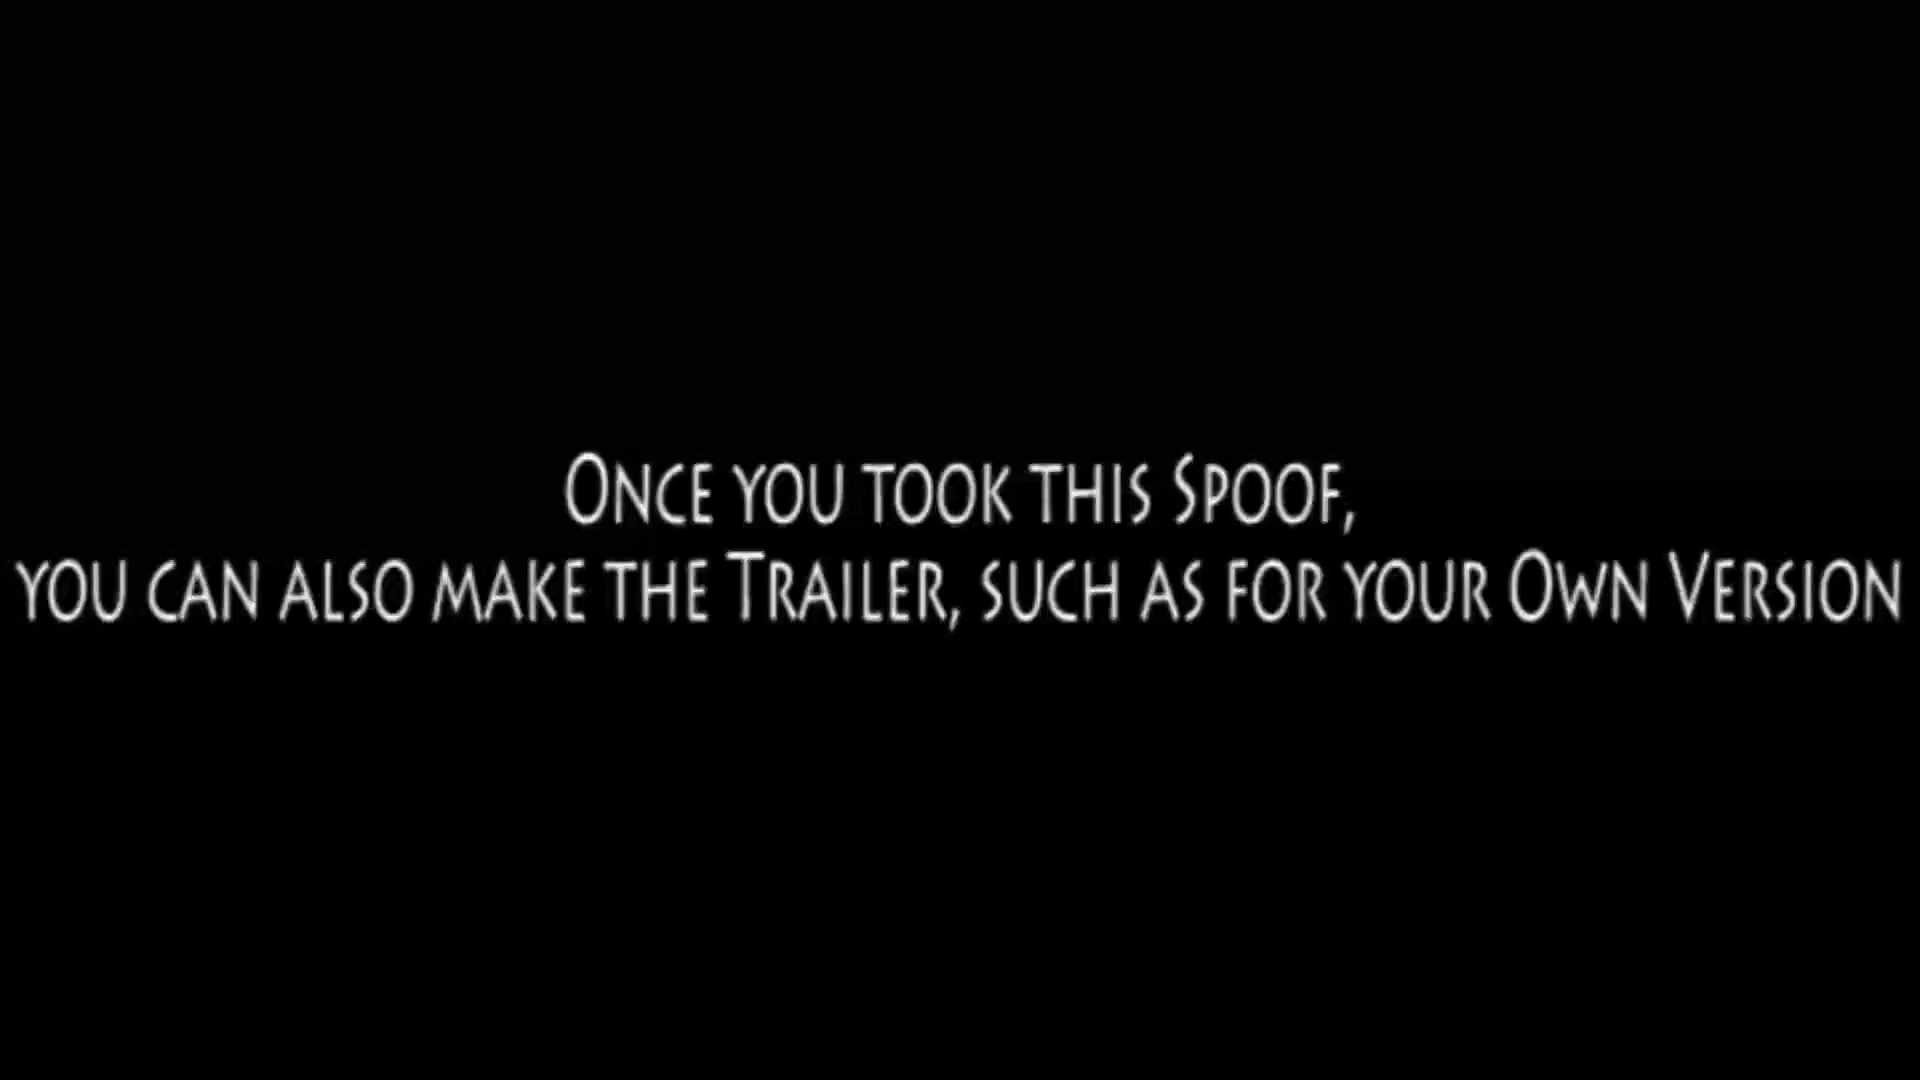 Once you took this Spoof,
you can also make the Trailer, such as for your Own Version